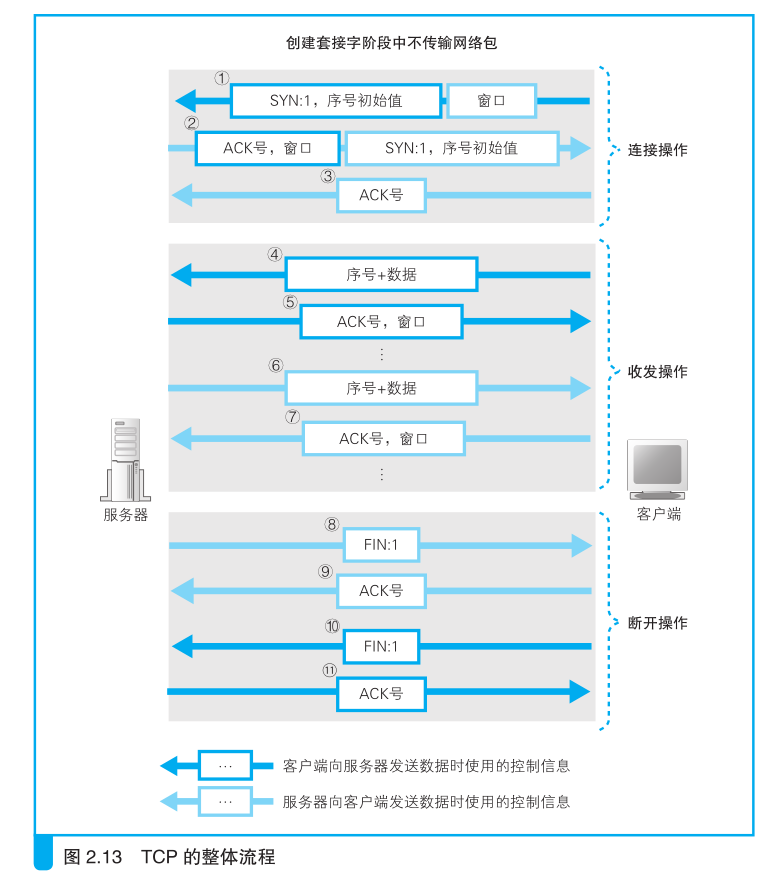 创建套接字阶段中不传输网络包
①
SYN:1，序号初始值
窗口
②
ACK号，窗口
SYN:1，序号初始值
③
ACK号
连接操作
④
序号+数据
⑤
ACK号，窗口
⋮
⑥
序号+数据
⑦
ACK号，窗口
⋮
收发操作
服务器
客户端
⑧
FIN:1
⑨
ACK号
⑩
FIN:1
⑪
ACK号
断开操作
… 客户端向服务器发送数据时使用的控制信息
… 服务器向客户端发送数据时使用的控制信息
图 2.13 TCP 的整体流程